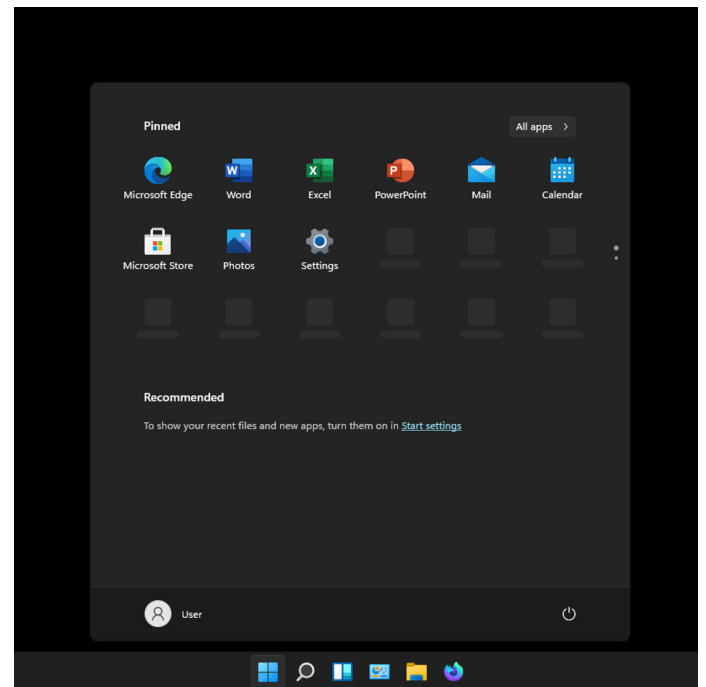 Pinned
All apps >
Microsoft Edge Word Excel PowerPoint Mail Calendar
Microsoft Store Photos Settings
Recommended
To show your recent files and new apps, turn them on in Start settings
User